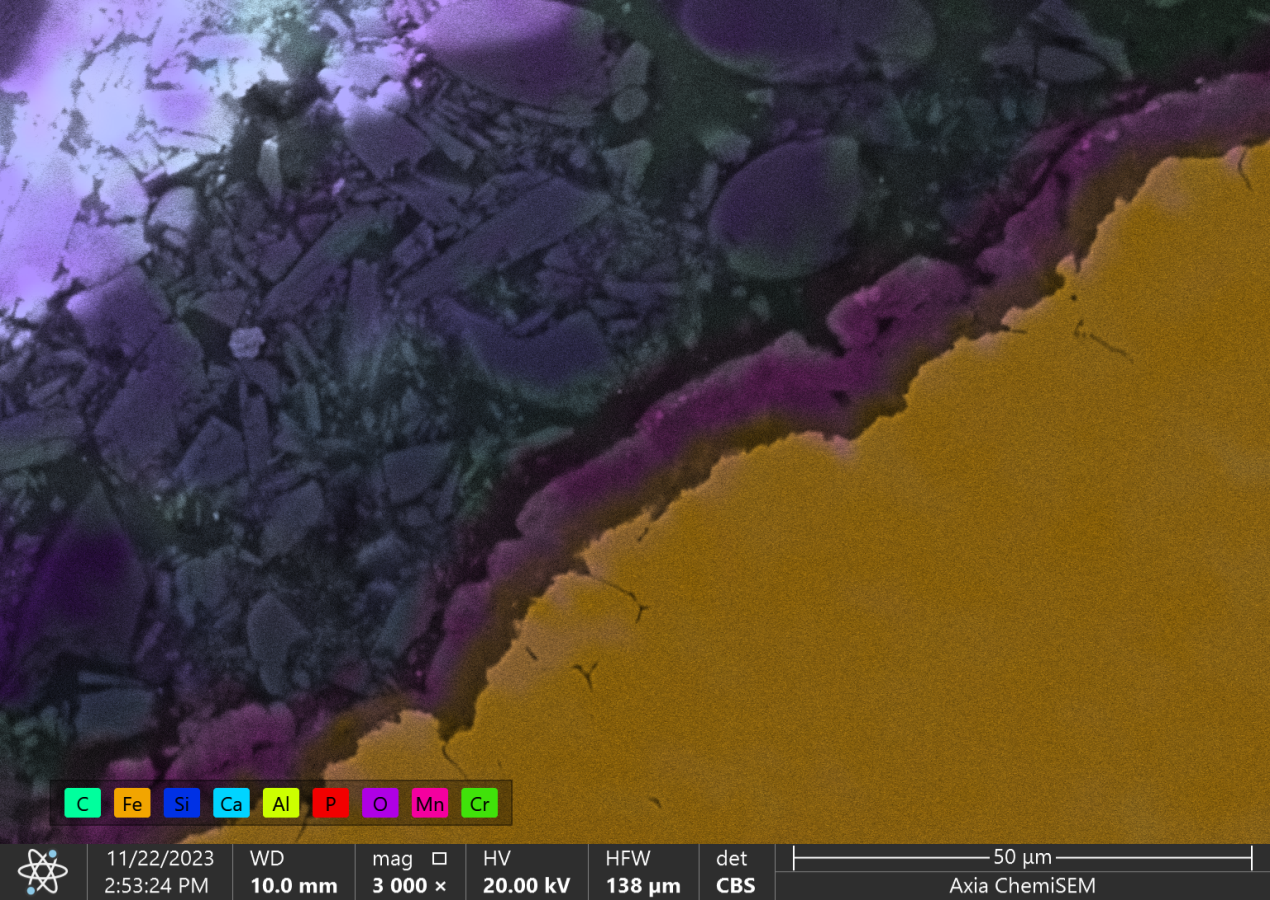 C Fe Si Ca Al P O Mn Cr
11/22/2023 WD mag HV HFW det 50 µm
2:53:24 PM 10.0 mm 3 000 × 20.00 kV 138 µm CBS Axia ChemiSEM